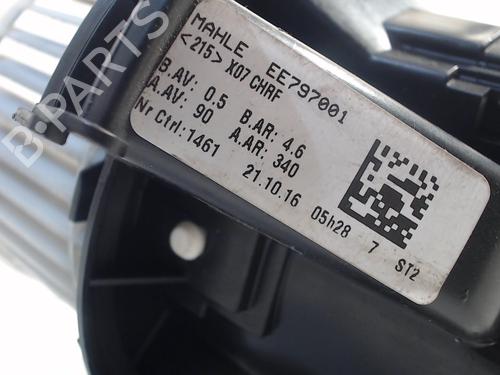 MAHLE EE797001
<215> X07 CHRF
B.AV: 0.5 B.AR: 4.6
A.AV: 90 A.AR: 340
Nr Ctrl:1461 21.10.16 05h28 7 ST2
B-PARTS